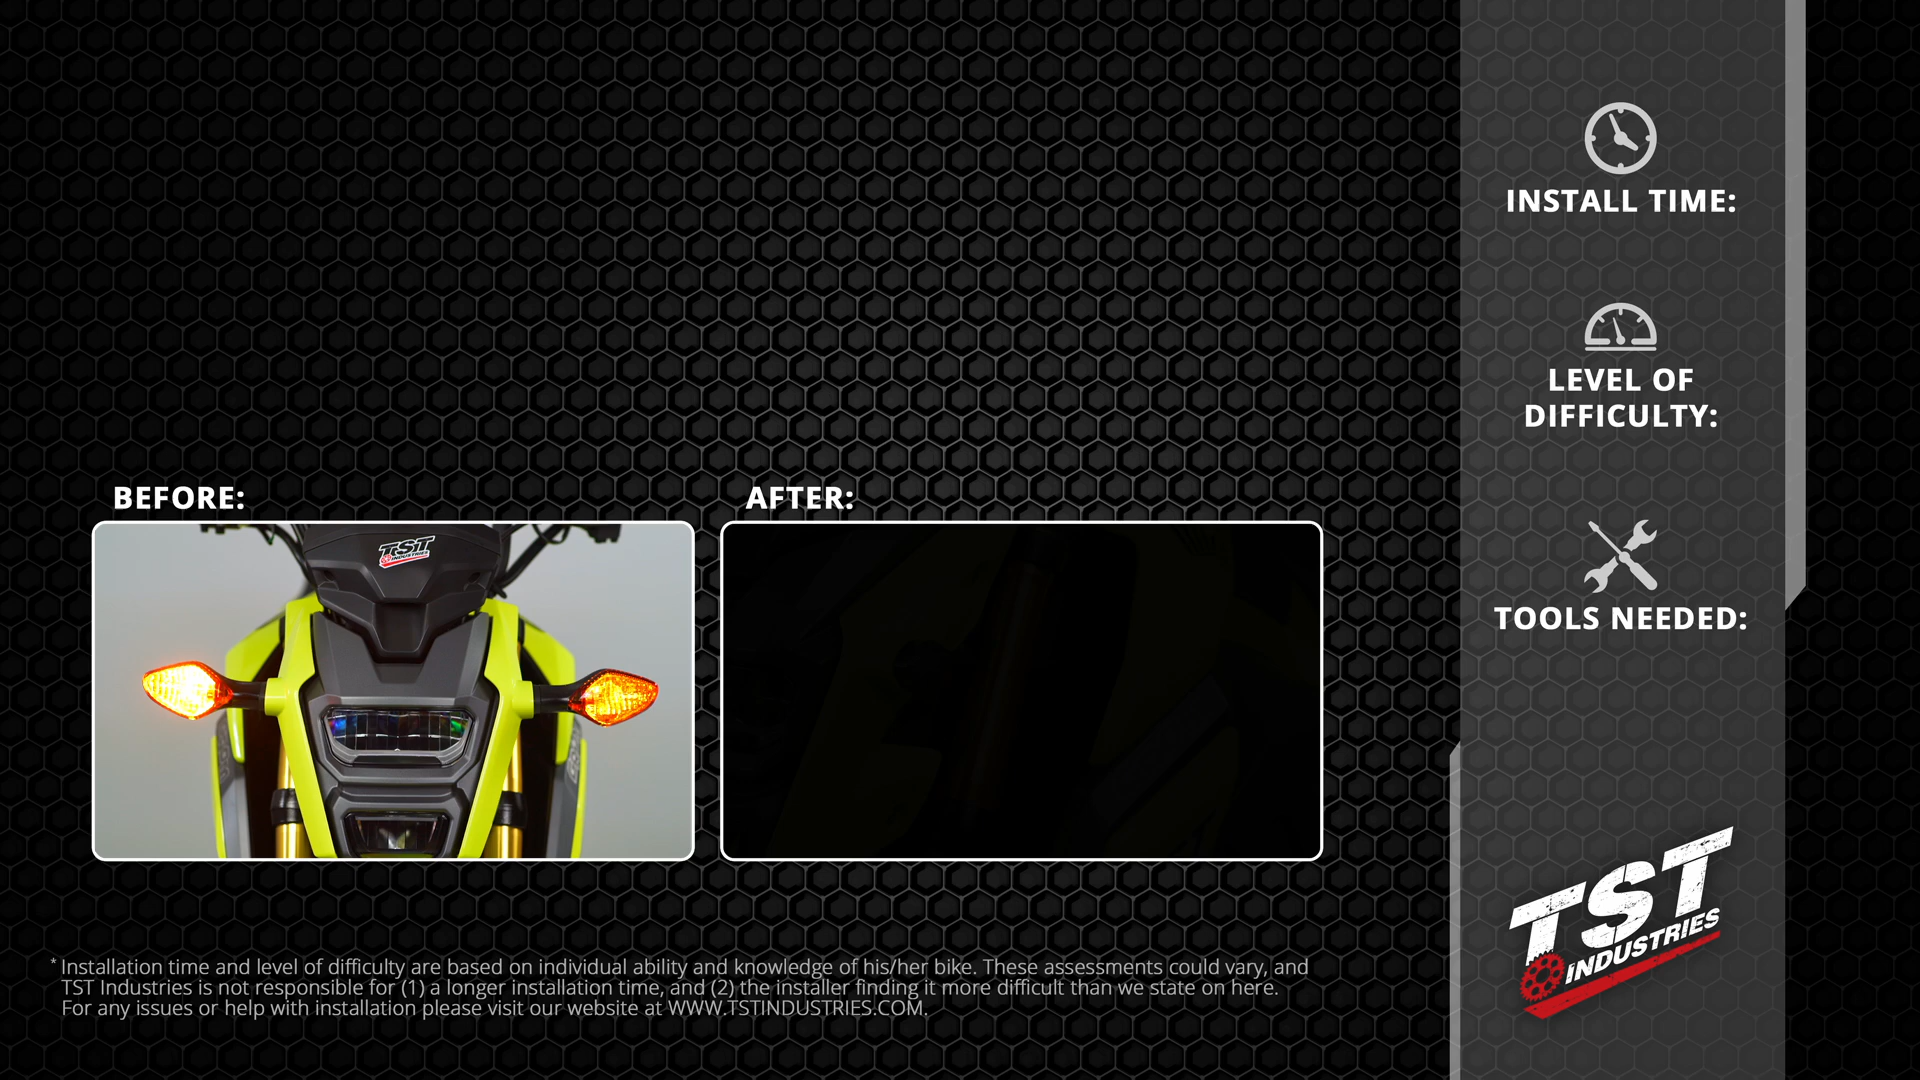 INSTALL TIME:
LEVEL OF
DIFFICULTY:
TOOLS NEEDED:
BEFORE:
AFTER:
TST
INDUSTRIES
* Installation time and level of difficulty are based on individual ability and knowledge of his/her bike. These assessments could vary, and
TST Industries is not responsible for (1) a longer installation time, and (2) the installer finding it more difficult than we state on here.
For any issues or help with installation please visit our website at WWW.TSTINDUSTRIES.COM.
TST
INDUSTRIES